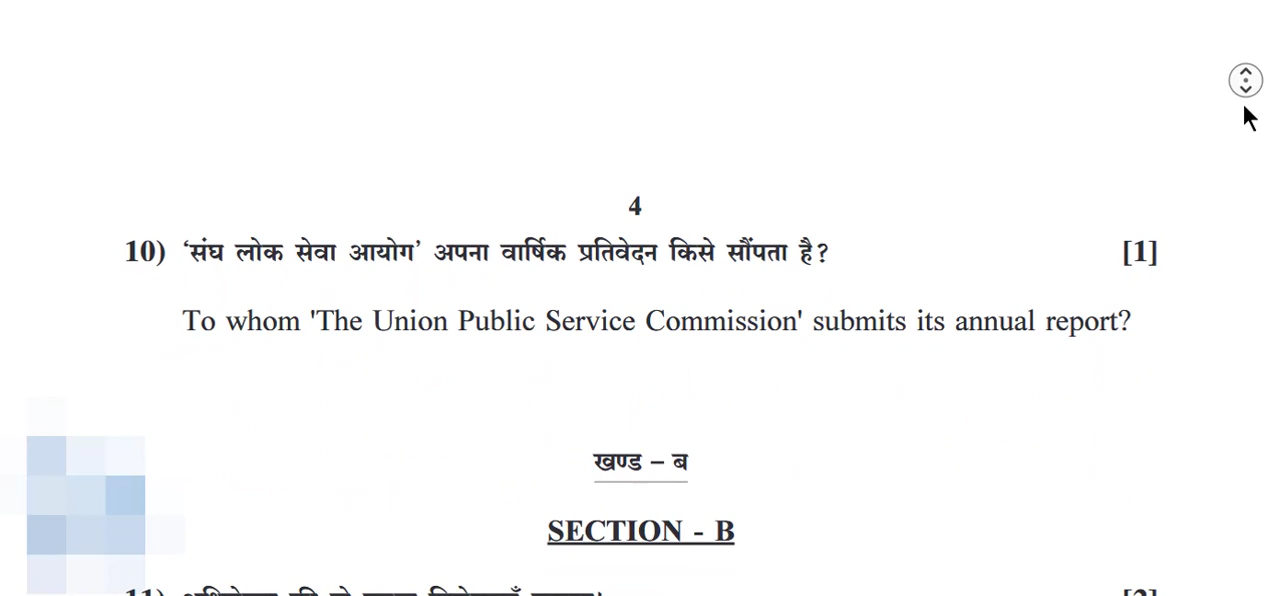 4
10) ‘संघ लोक सेवा आयोग’ अपना वार्षिक प्रतिवेदन किसे सौंपता है? [1]
To whom 'The Union Public Service Commission' submits its annual report?
खण्ड – ब
SECTION - B
11)